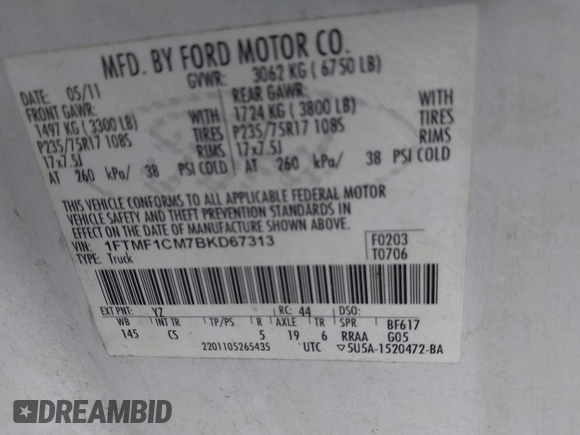 MFD. BY FORD MOTOR CO.
DATE: 05/11 GVWR: 3062 KG ( 6750 LB)
FRONT GAWR: REAR GAWR:
1497 KG ( 3300 LB) WITH 1724 KG ( 3800 LB) WITH
P235/75R17 108S TIRES P235/75R17 108S TIRES
17x7.5J RIMS 17x7.5J RIMS
AT 260 kPa/ 38 PSI COLD AT 260 kPa/ 38 PSI COLD
THIS VEHICLE CONFORMS TO ALL APPLICABLE FEDERAL MOTOR
VEHICLE SAFETY AND THEFT PREVENTION STANDARDS IN
EFFECT ON THE DATE OF MANUFACTURE SHOWN ABOVE.
VIN: 1FTMF1CM7BKD67313 F0203
TYPE: Truck T0706
EXT PNT: YZ RC: 44 DSO:
WB INT TR TP/PS R AXLE TR SPR BF617
145 CS 5 19 6 RRAA G05
2201105265435 UTC ▽5U5A-1520472-BA
DREAMBID